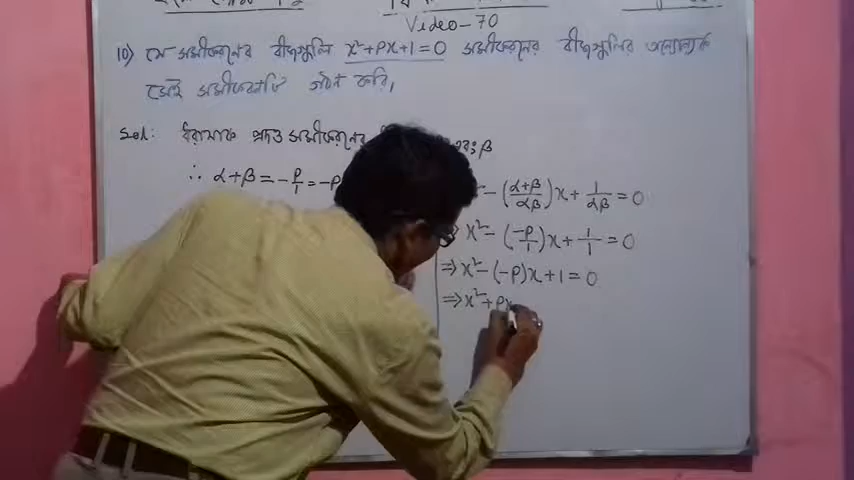 Video-70
10) যে সমীকরণের বীজগুলি x²+px+1=0 সমীকরণের বীজগুলির অন্যোন্যক
সেই সমীকরণটি গঠন করি,
Sol: ধরাযাক প্রদত্ত সমীকরণের β
∴ α+β = -p/1 = -p
- (α+β/αβ)x + 1/αβ = 0
x² - (-p/1)x + 1/1 = 0
⇒ x² - (-p)x + 1 = 0
⇒ x² + px